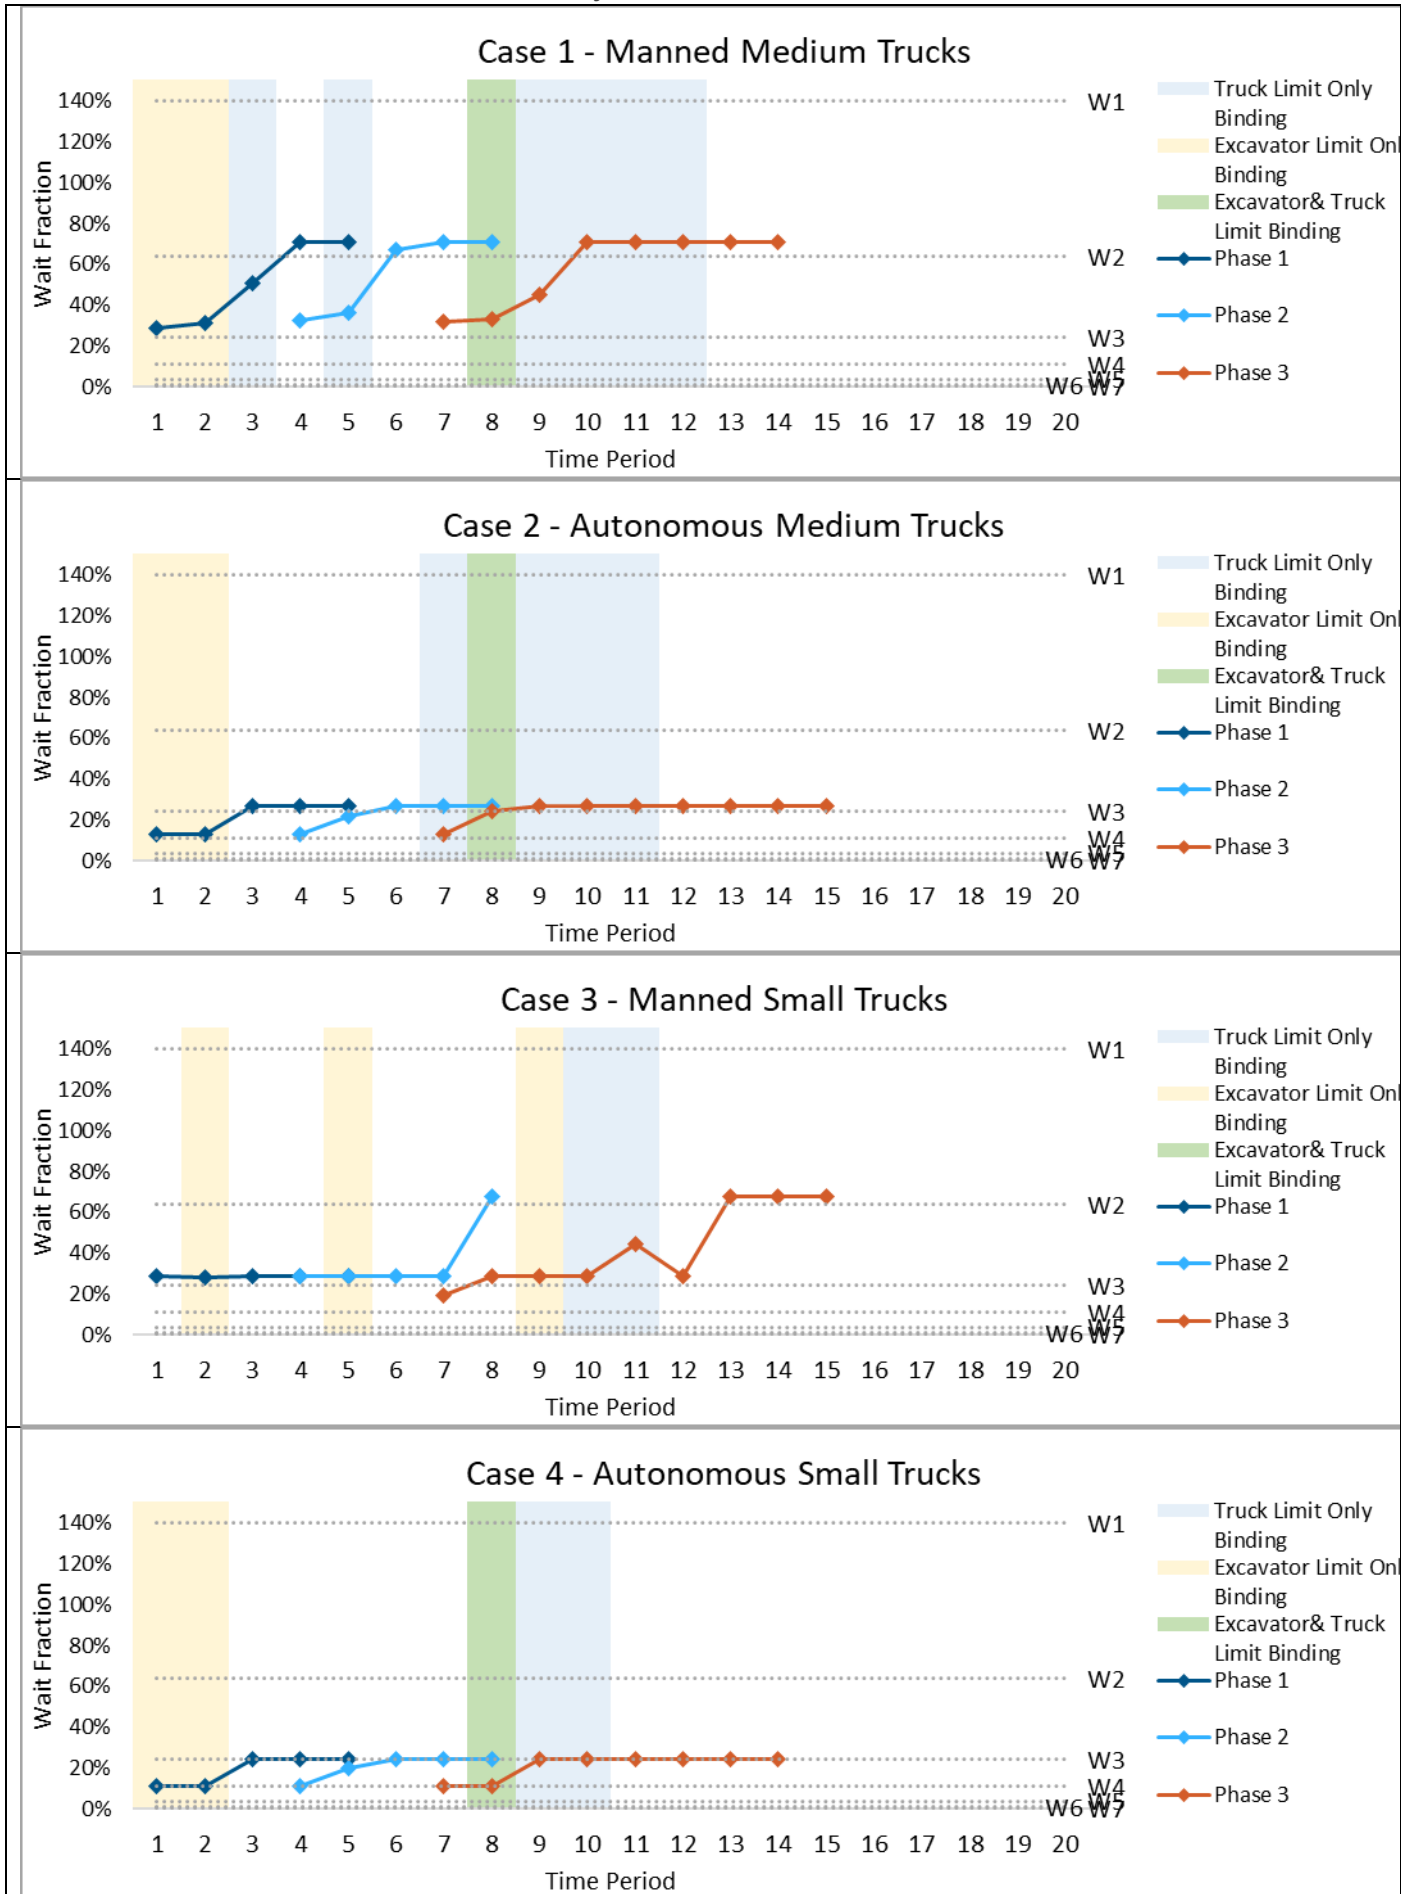 Case 1 - Manned Medium Trucks
140%
120%
100%
80%
60%
40%
20%
0%
Wait Fraction
W1
W2
W3
W4
W5
W6
W7
1 2 3 4 5 6 7 8 9 10 11 12 13 14 15 16 17 18 19 20
Time Period
Truck Limit Only
Binding
Excavator Limit Onl
Binding
Excavator& Truck
Limit Binding
Phase 1
Phase 2
Phase 3
Case 2 - Autonomous Medium Trucks
140%
120%
100%
80%
60%
40%
20%
0%
Wait Fraction
W1
W2
W3
W4
W5
W6
W7
1 2 3 4 5 6 7 8 9 10 11 12 13 14 15 16 17 18 19 20
Time Period
Truck Limit Only
Binding
Excavator Limit Onl
Binding
Excavator& Truck
Limit Binding
Phase 1
Phase 2
Phase 3
Case 3 - Manned Small Trucks
140%
120%
100%
80%
60%
40%
20%
0%
Wait Fraction
W1
W2
W3
W4
W5
W6
W7
1 2 3 4 5 6 7 8 9 10 11 12 13 14 15 16 17 18 19 20
Time Period
Truck Limit Only
Binding
Excavator Limit Onl
Binding
Excavator& Truck
Limit Binding
Phase 1
Phase 2
Phase 3
Case 4 - Autonomous Small Trucks
140%
120%
100%
80%
60%
40%
20%
0%
Wait Fraction
W1
W2
W3
W4
W5
W6
W7
1 2 3 4 5 6 7 8 9 10 11 12 13 14 15 16 17 18 19 20
Time Period
Truck Limit Only
Binding
Excavator Limit Onl
Binding
Excavator& Truck
Limit Binding
Phase 1
Phase 2
Phase 3